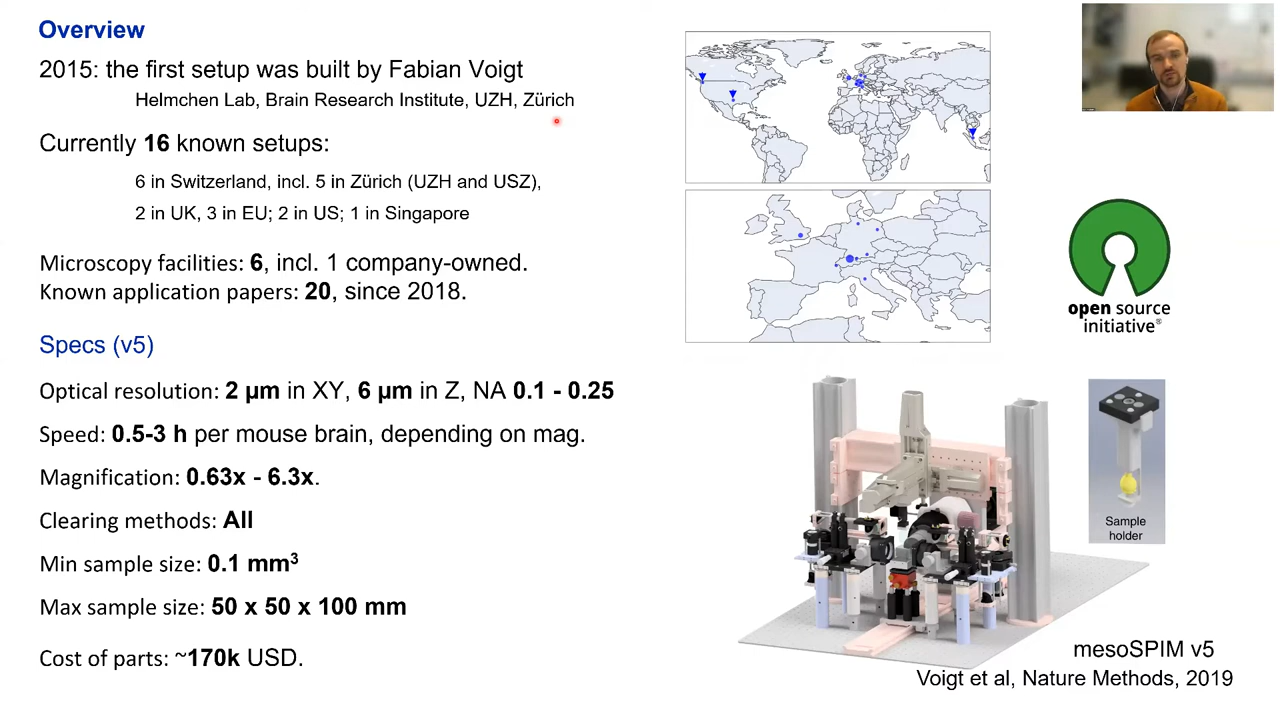 Overview
2015: the first setup was built by Fabian Voigt
Helmchen Lab, Brain Research Institute, UZH, Zürich
Currently 16 known setups:
6 in Switzerland, incl. 5 in Zürich (UZH and USZ),
2 in UK, 3 in EU; 2 in US; 1 in Singapore
Microscopy facilities: 6, incl. 1 company-owned.
Known application papers: 20, since 2018.
Specs (v5)
Optical resolution: 2 µm in XY, 6 µm in Z, NA 0.1 - 0.25
Speed: 0.5-3 h per mouse brain, depending on mag.
Magnification: 0.63x - 6.3x.
Clearing methods: All
Min sample size: 0.1 mm³
Max sample size: 50 x 50 x 100 mm
Cost of parts: ~170k USD.
open source
initiative®
Sample
holder
mesoSPIM v5
Voigt et al, Nature Methods, 2019